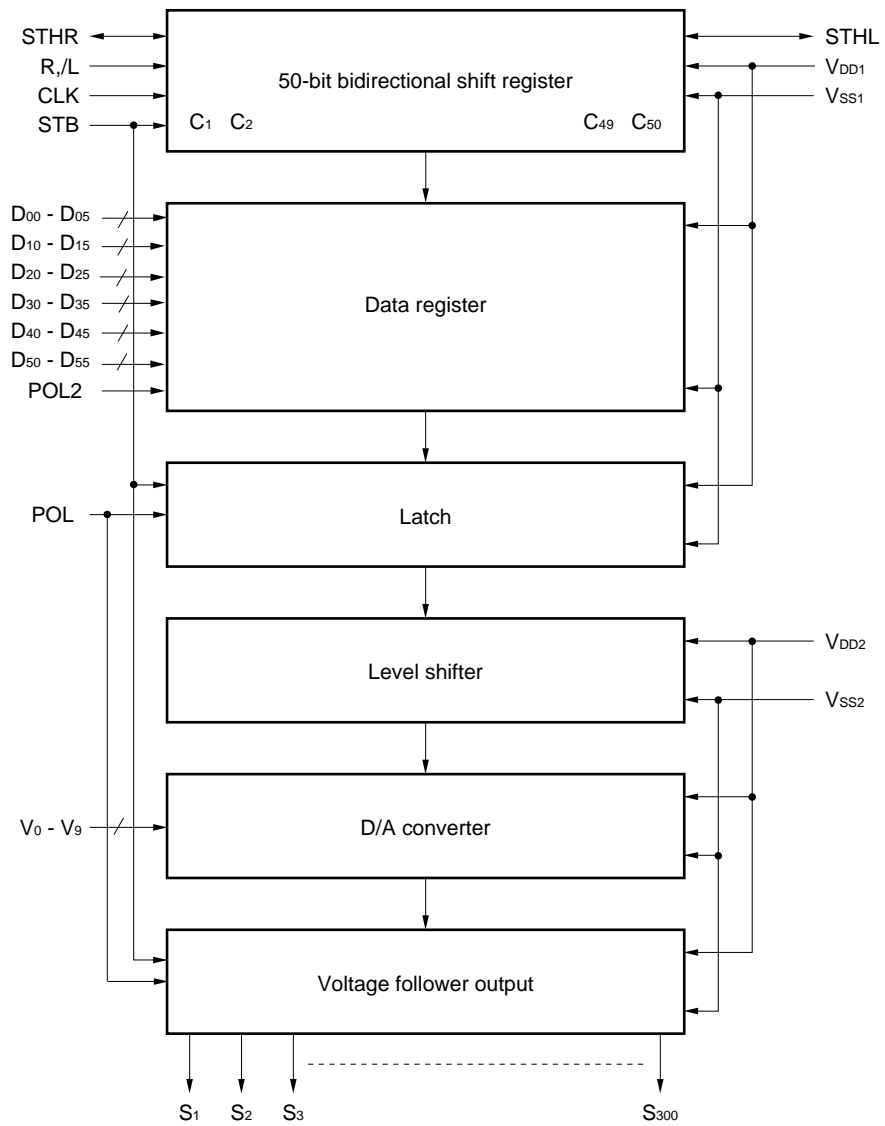 STHR
R,/L
CLK
STB
50-bit bidirectional shift register
C1 C2 C49 C50
STHL
VDD1
VSS1
D00 - D05
D10 - D15
D20 - D25
D30 - D35
D40 - D45
D50 - D55
POL2
Data register
POL
Latch
Level shifter
VDD2
VSS2
V0 - V9
D/A converter
Voltage follower output
S1 S2 S3 S300